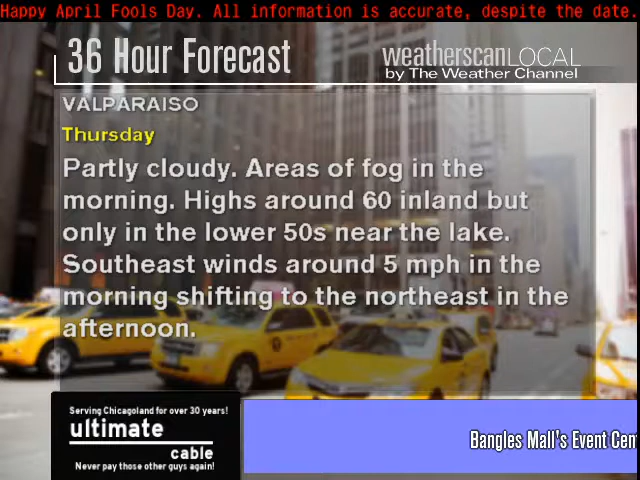 Happy April Fools Day. All information is accurate, despite the date.
36 Hour Forecast
weatherscanLOCAL
by The Weather Channel
VALPARAISO
Thursday
Partly cloudy. Areas of fog in the
morning. Highs around 60 inland but
only in the lower 50s near the lake.
Southeast winds around 5 mph in the
morning shifting to the northeast in the
afternoon.
Serving Chicagoland for over 30 years!
ultimate
cable
Never pay those other guys again!
Bangles Mall's Event Cen